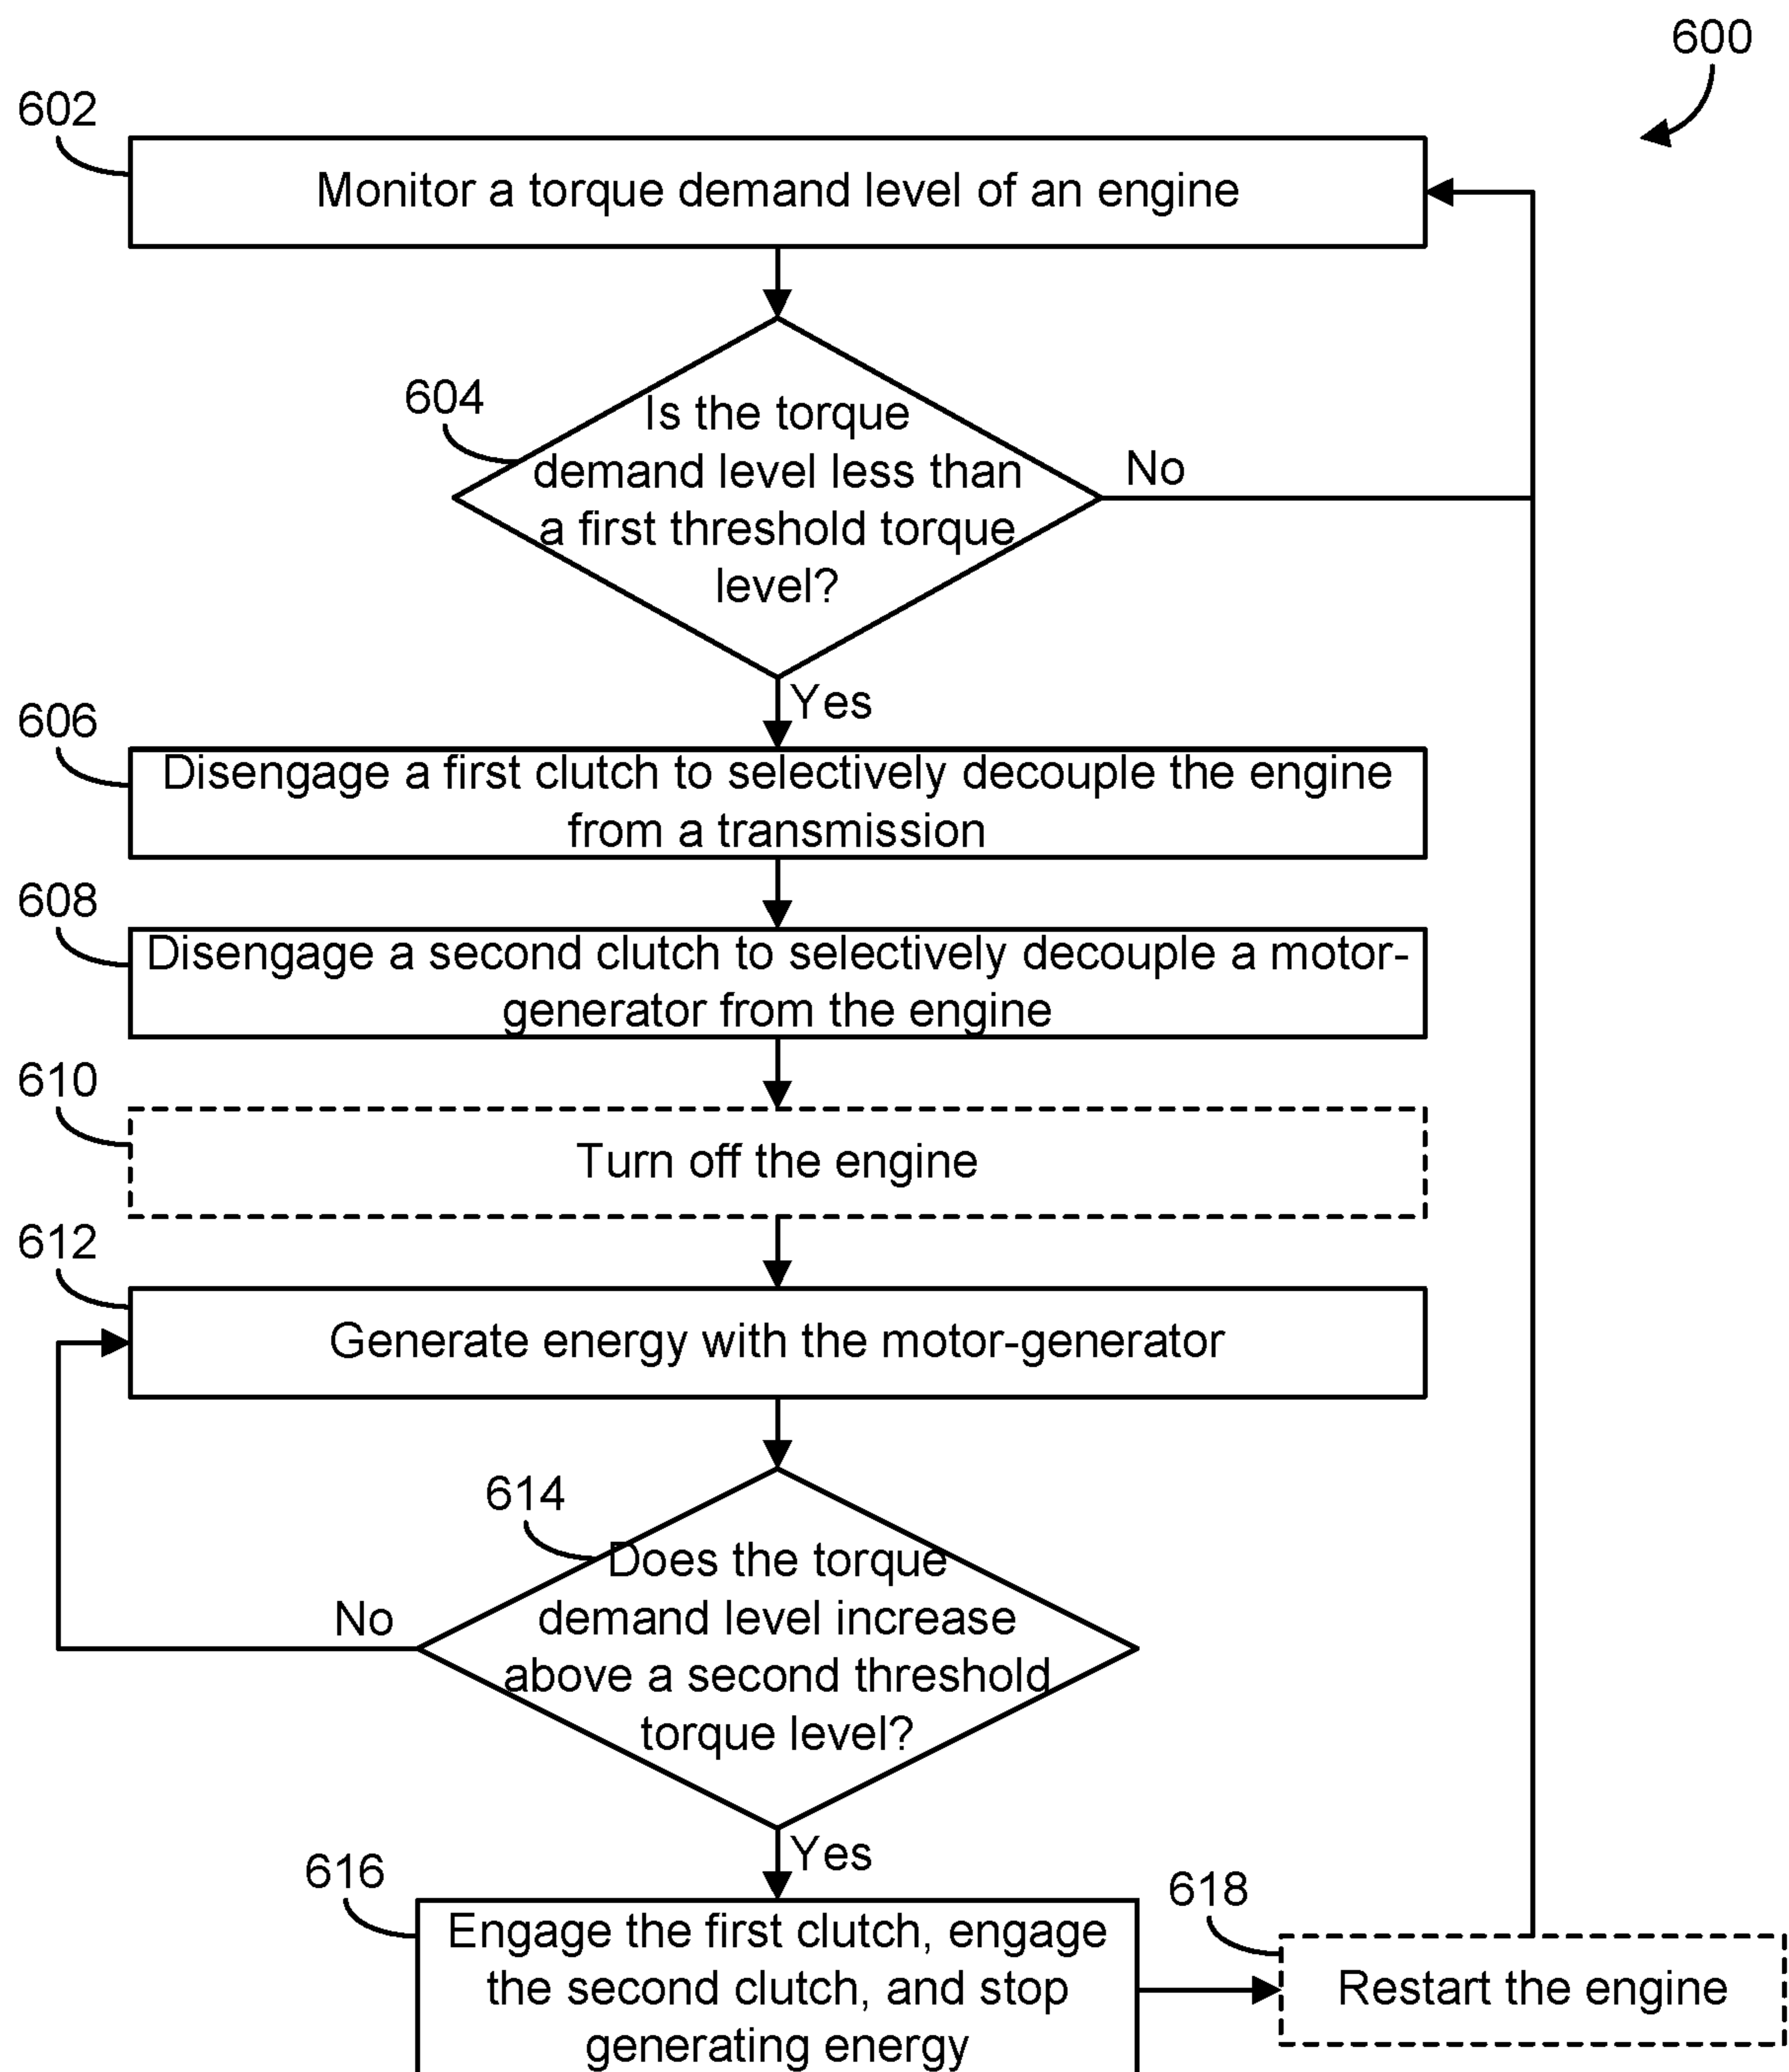 600
602
Monitor a torque demand level of an engine
604
Is the torque
demand level less than
a first threshold torque
level?
No
Yes
606
Disengage a first clutch to selectively decouple the engine
from a transmission
608
Disengage a second clutch to selectively decouple a motor-
generator from the engine
610
Turn off the engine
612
Generate energy with the motor-generator
614
Does the torque
demand level increase
above a second threshold
torque level?
No
Yes
616
Engage the first clutch, engage
the second clutch, and stop
generating energy
618
Restart the engine